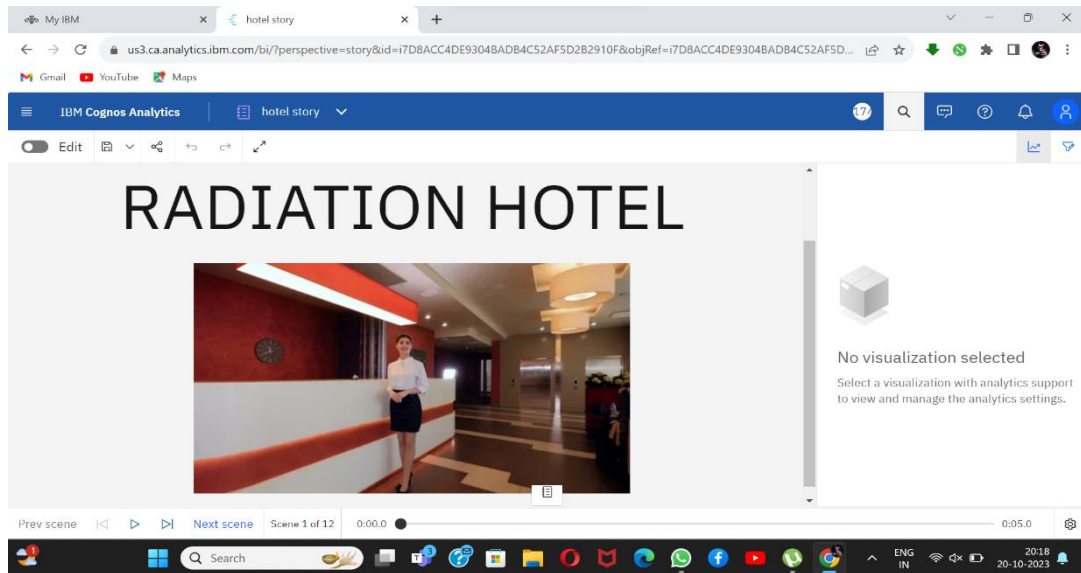 My IBM
hotel story
us3.ca.analytics.ibm.com/bi/?perspective=story&id=i7D8ACC4DE9304BADB4C52AF5D2B2910F&objRef=i7D8ACC4DE9304BADB4C52AF5D...
Gmail YouTube Maps
IBM Cognos Analytics hotel story
Edit
RADIATION HOTEL
No visualization selected
Select a visualization with analytics support
to view and manage the analytics settings.
Prev scene Next scene Scene 1 of 12 0:00.0 0:05.0
Search
ENG
IN
20:18
20-10-2023